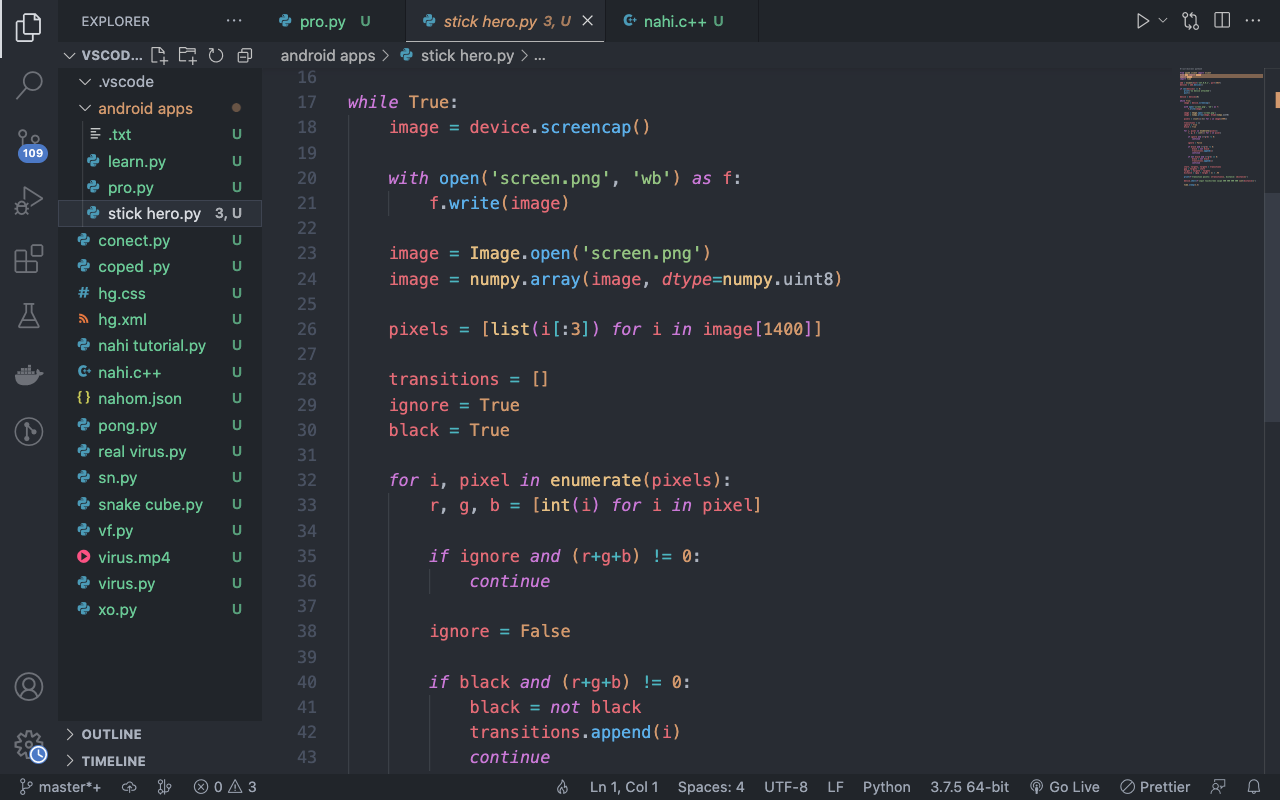 EXPLORER
VSCOD...
.vscode
android apps
.txt U
learn.py U
pro.py U
stick hero.py 3, U
conect.py U
coped .py U
# hg.css U
hg.xml U
nahi tutorial.py U
nahi.c++ U
{} nahom.json U
pong.py U
real virus.py U
sn.py U
snake cube.py U
vf.py U
virus.mp4 U
virus.py U
xo.py U
OUTLINE
TIMELINE
109
pro.py U
stick hero.py 3, U
nahi.c++ U
android apps > stick hero.py > ...
16
17 while True:
18 image = device.screencap()
19
20 with open('screen.png', 'wb') as f:
21 f.write(image)
22
23 image = Image.open('screen.png')
24 image = numpy.array(image, dtype=numpy.uint8)
25
26 pixels = [list(i[:3]) for i in image[1400]]
27
28 transitions = []
29 ignore = True
30 black = True
31
32 for i, pixel in enumerate(pixels):
33 r, g, b = [int(i) for i in pixel]
34
35 if ignore and (r+g+b) != 0:
36 continue
37
38 ignore = False
39
40 if black and (r+g+b) != 0:
41 black = not black
42 transitions.append(i)
43 continue
master*+ 0 3 Ln 1, Col 1 Spaces: 4 UTF-8 LF Python 3.7.5 64-bit Go Live Prettier